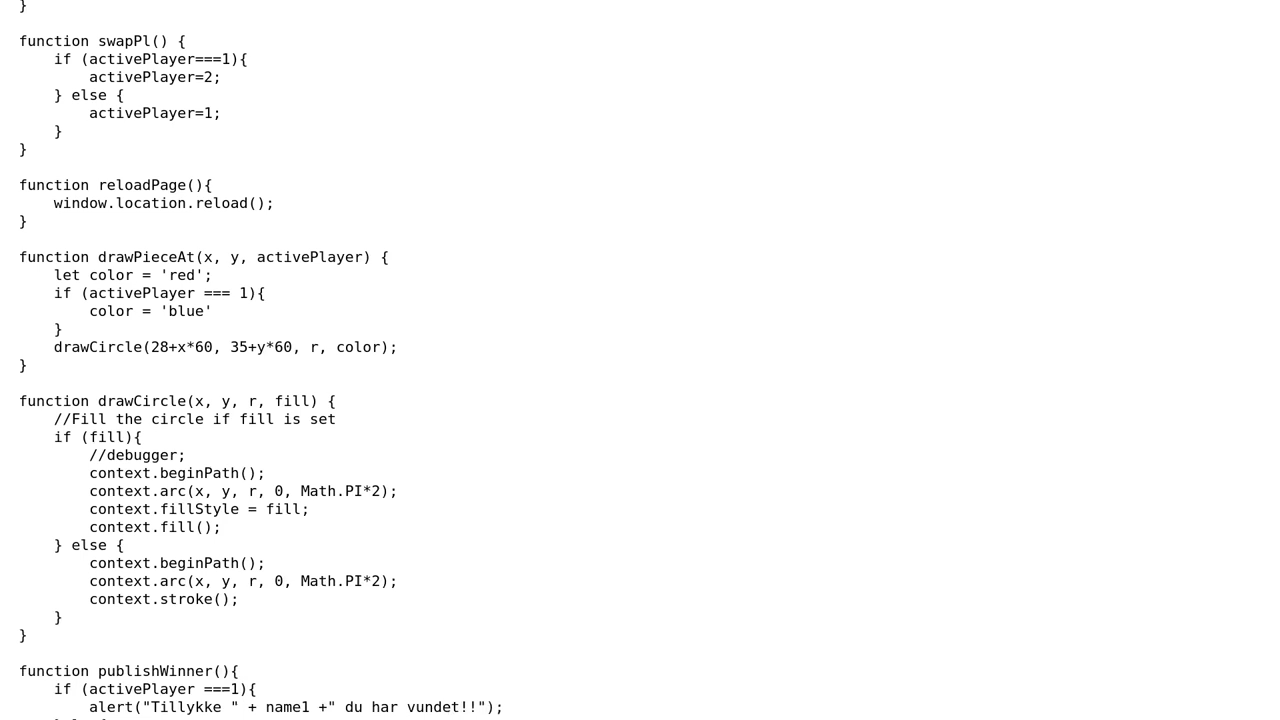 }

function swapPl() {
    if (activePlayer===1){
        activePlayer=2;
    } else {
        activePlayer=1;
    }
}

function reloadPage(){
    window.location.reload();
}

function drawPieceAt(x, y, activePlayer) {
    let color = 'red';
    if (activePlayer === 1){
        color = 'blue'
    }
    drawCircle(28+x*60, 35+y*60, r, color);
}

function drawCircle(x, y, r, fill) {
    //Fill the circle if fill is set
    if (fill){
        //debugger;
        context.beginPath();
        context.arc(x, y, r, 0, Math.PI*2);
        context.fillStyle = fill;
        context.fill();
    } else {
        context.beginPath();
        context.arc(x, y, r, 0, Math.PI*2);
        context.stroke();
    }
}

function publishWinner(){
    if (activePlayer ===1){
        alert("Tillykke " + name1 +" du har vundet!!");